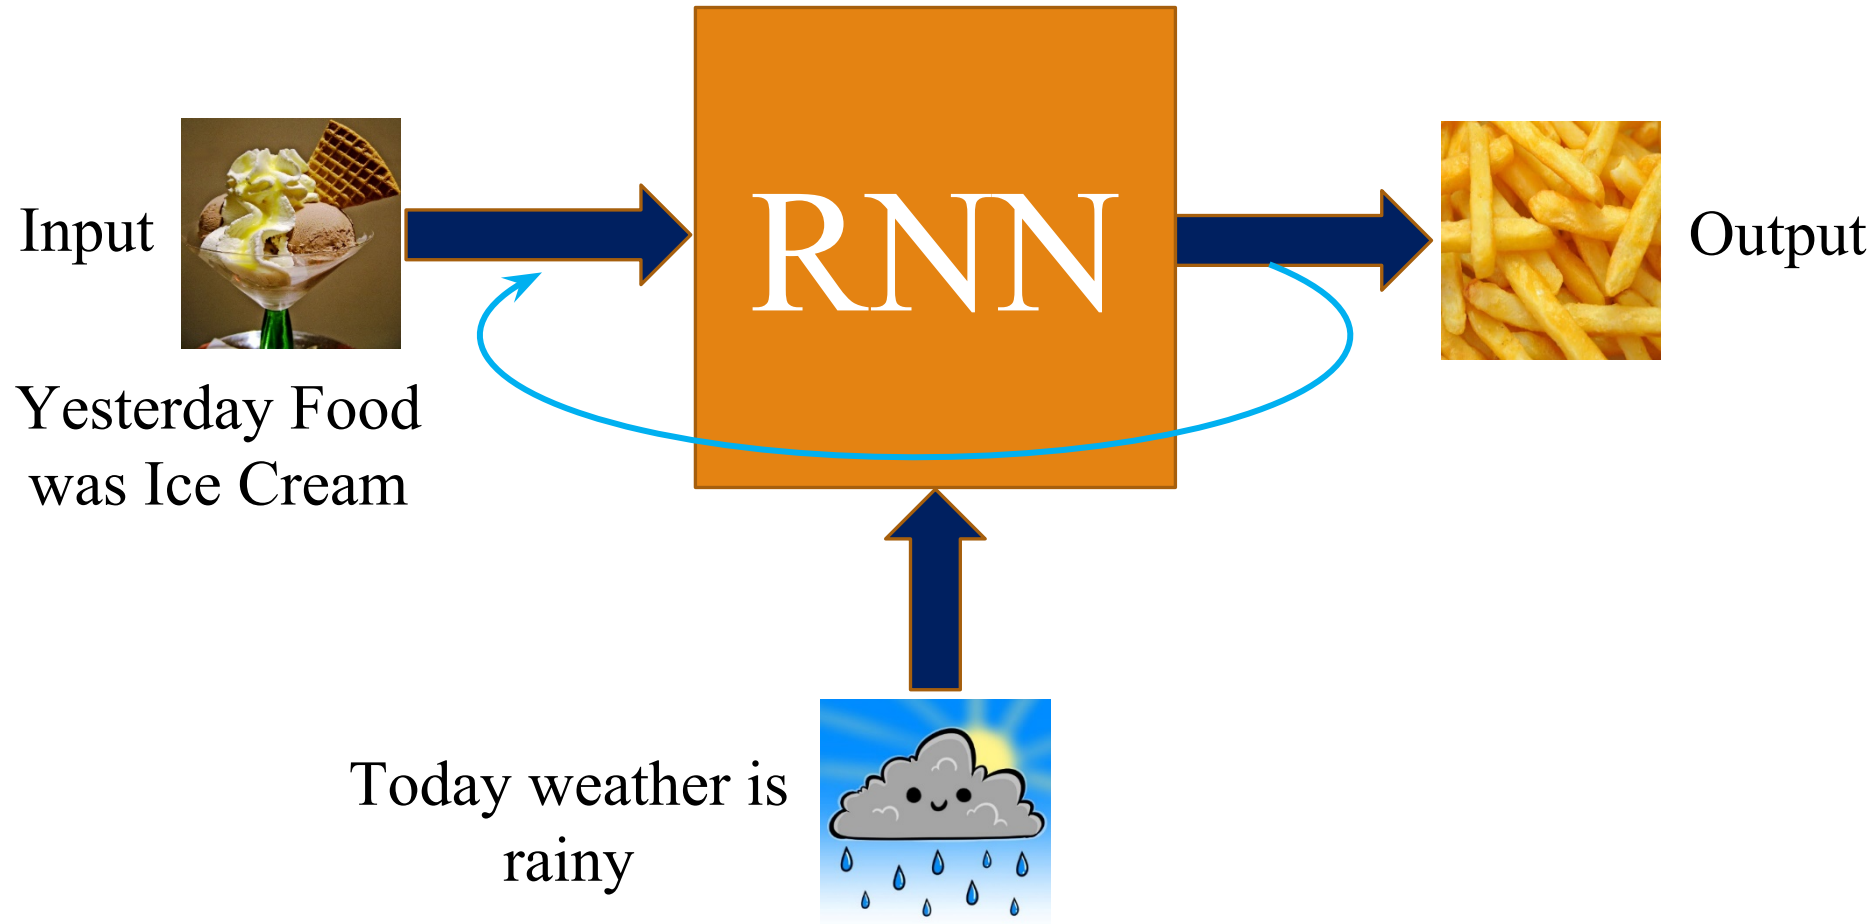 RNN
Input
Output
Yesterday Food
was Ice Cream
Today weather is
rainy